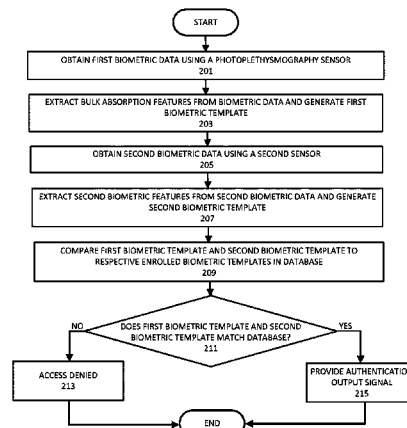 START
OBTAIN FIRST BIOMETRIC DATA USING A PHOTOPLETHYSMOGRAPHY SENSOR
201
EXTRACT BULK ABSORPTION FEATURES FROM BIOMETRIC DATA AND GENERATE FIRST
BIOMETRIC TEMPLATE
203
OBTAIN SECOND BIOMETRIC DATA USING A SECOND SENSOR
205
EXTRACT SECOND BIOMETRIC FEATURES FROM SECOND BIOMETRIC DATA AND GENERATE
SECOND BIOMETRIC TEMPLATE
207
COMPARE FIRST BIOMETRIC TEMPLATE AND SECOND BIOMETRIC TEMPLATE TO
RESPECTIVE ENROLLED BIOMETRIC TEMPLATES IN DATABASE
209
NO
DOES FIRST BIOMETRIC TEMPLATE AND SECOND
BIOMETRIC TEMPLATE MATCH DATABASE?
211
YES
ACCESS DENIED
213
PROVIDE AUTHENTICATIO
OUTPUT SIGNAL
215
END